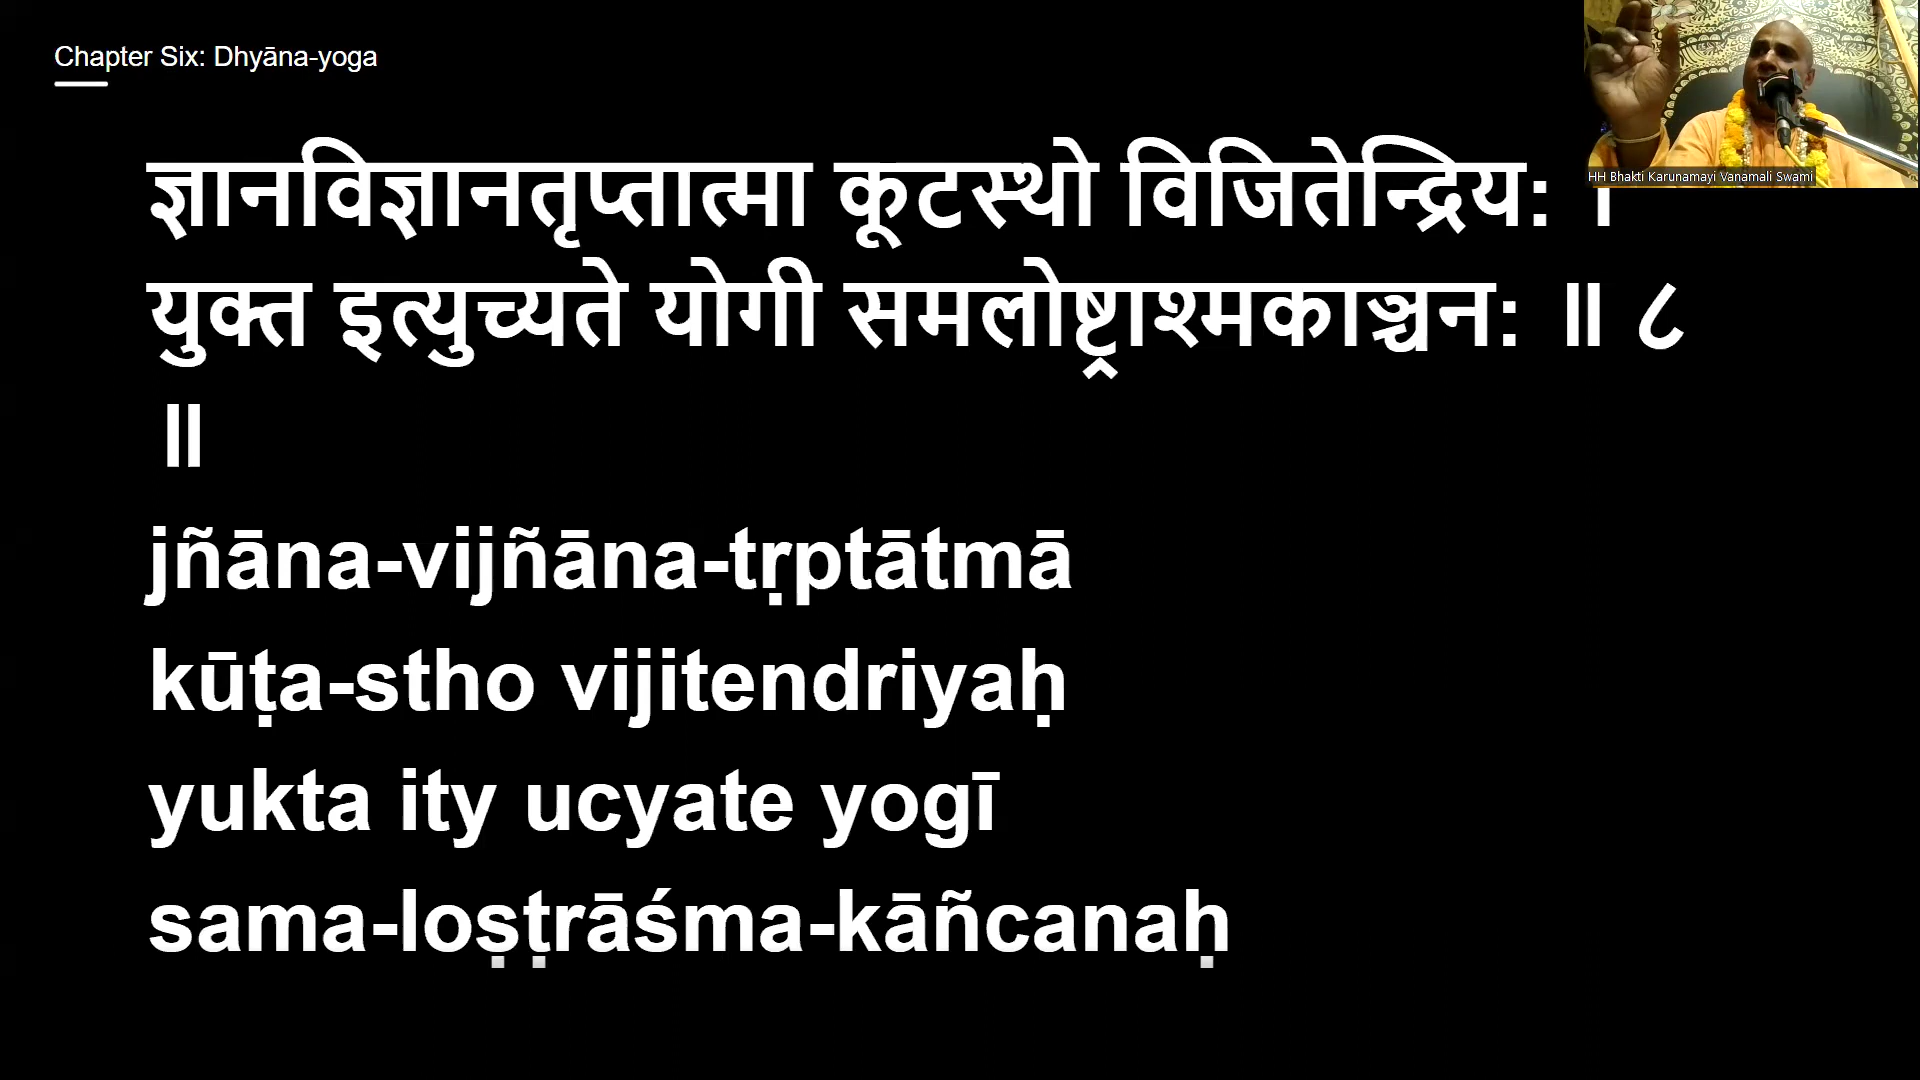 Chapter Six: Dhyāna-yoga
HH Bhakti Karunamayi Vanamali Swami
ज्ञानविज्ञानतृप्तात्मा कूटस्थो विजितेन्द्रिय: ।
युक्त इत्युच्यते योगी समलोष्ट्राश्मकाञ्चन: ॥ ८
॥
jñāna-vijñāna-tṛptātmā
kūṭa-stho vijitendriyaḥ
yukta ity ucyate yogī
sama-loṣṭrāśma-kāñcanaḥ